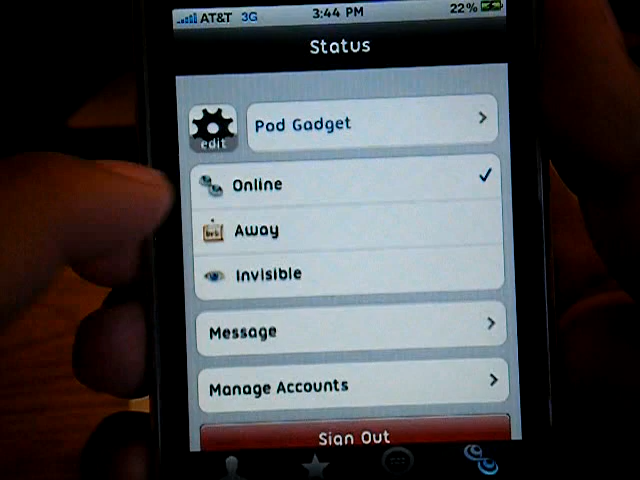 AT&T 3G 3:44 PM 22%
Status
edit
Pod Gadget
Online
Away
Invisible
Message
Manage Accounts
Sign Out